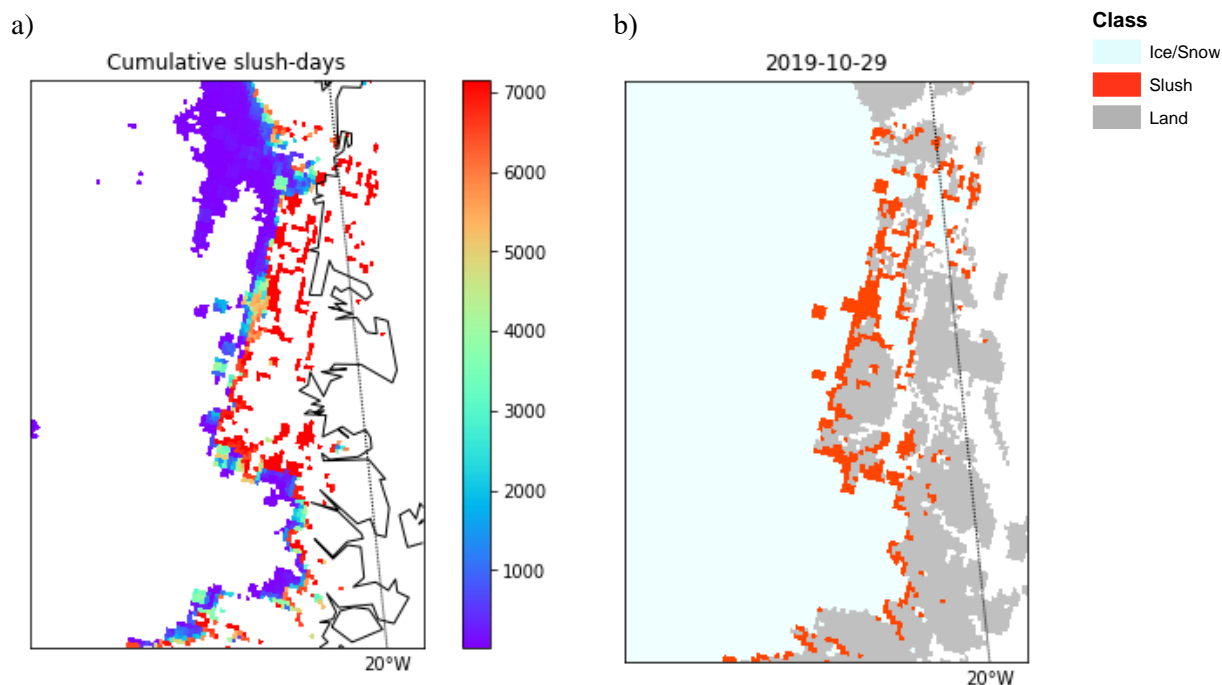 a)
b)
Class
Ice/Snow
Slush
Land
Cumulative slush-days
2019-10-29
7000
6000
5000
4000
3000
2000
1000
20°W
20°W